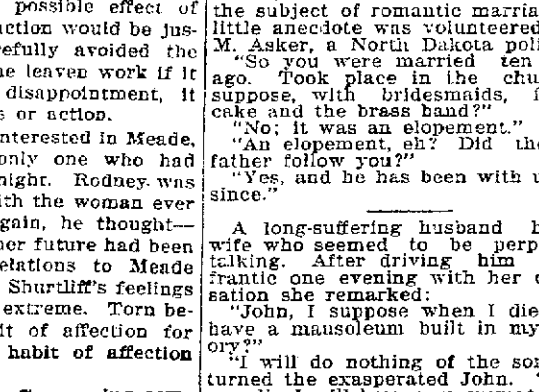 possible effect of
ction would be jus-
efully avoided the
he leaven work if it
disappointment, it
s or action.
nterested in Meade,
only one who had
night. Rodney was
ith the woman ever
gain, he thought—
her future had been
elations to Meade
Shurtliff's feelings
extreme. Torn be-
it of affection for
habit of affection
the subject of romantic marria
little anecdote was volunteered
M. Asker, a North Dakota poli
"So you were married ten
ago. Took place in the chu
suppose, with bridesmaids,
cake and the brass band?"
"No; it was an elopement."
"An elopement, eh? Did the
father follow you?"
"Yes, and he has been with u
since."
A long-suffering husband h
wife who seemed to be perp
talking. After driving him
frantic one evening with her
sation she remarked:
"John, I suppose when I die
have a mausoleum built in my
ory?"
"I will do nothing of the so
turned the exasperated John.